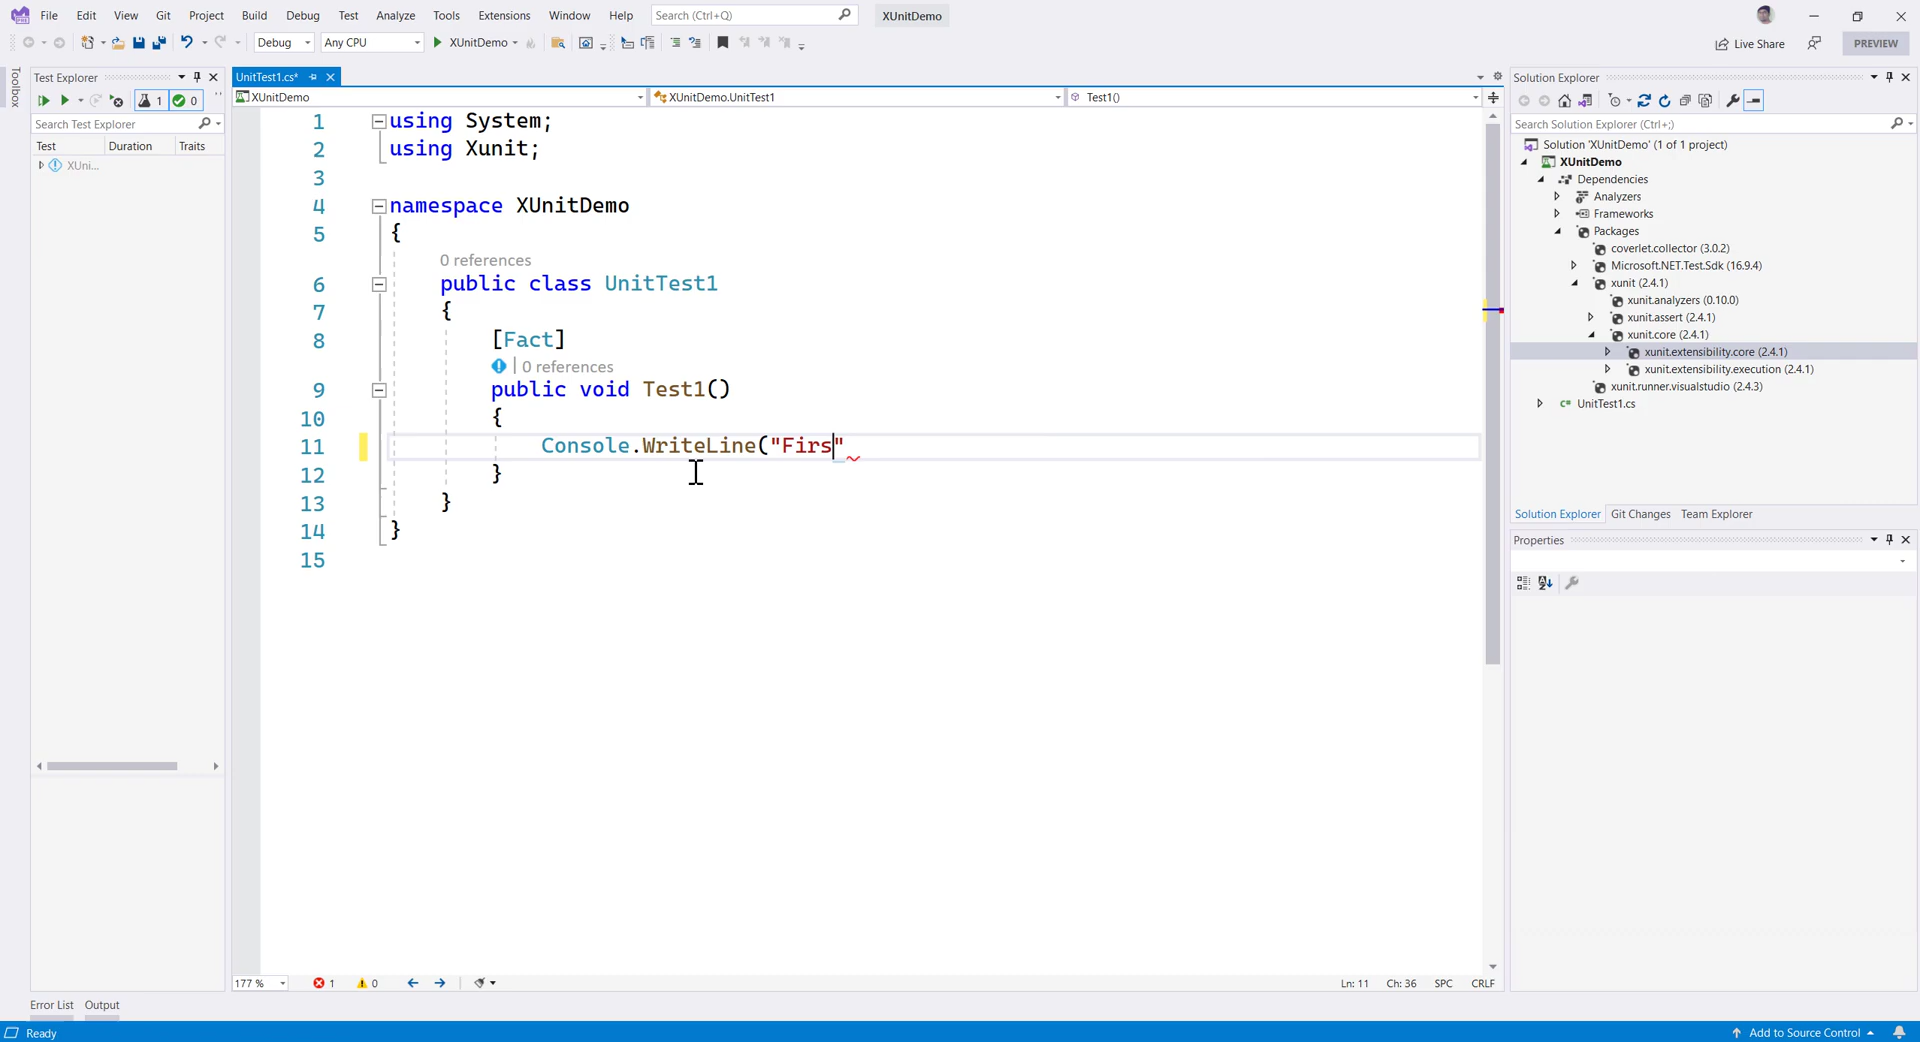 File Edit View Git Project Build Debug Test Analyze Tools Extensions Window Help Search (Ctrl+Q) XUnitDemo
Debug Any CPU XUnitDemo Live Share PREVIEW
Toolbox
Test Explorer
1 0
Search Test Explorer
Test Duration Traits
XUni...
UnitTest1.cs*
XUnitDemo XUnitDemo.UnitTest1 Test1()
1 using System;
2 using Xunit;
3
4 namespace XUnitDemo
5 {
0 references
6 public class UnitTest1
7 {
8 [Fact]
0 references
9 public void Test1()
10 {
11 Console.WriteLine("Firs"
12 }
13 }
14 }
15
177 % 1 0 Ln: 11 Ch: 36 SPC CRLF
Solution Explorer
Search Solution Explorer (Ctrl+;)
Solution 'XUnitDemo' (1 of 1 project)
XUnitDemo
Dependencies
Analyzers
Frameworks
Packages
coverlet.collector (3.0.2)
Microsoft.NET.Test.Sdk (16.9.4)
xunit (2.4.1)
xunit.analyzers (0.10.0)
xunit.assert (2.4.1)
xunit.core (2.4.1)
xunit.extensibility.core (2.4.1)
xunit.extensibility.execution (2.4.1)
xunit.runner.visualstudio (2.4.3)
UnitTest1.cs
Solution Explorer Git Changes Team Explorer
Properties
Error List Output
Ready Add to Source Control